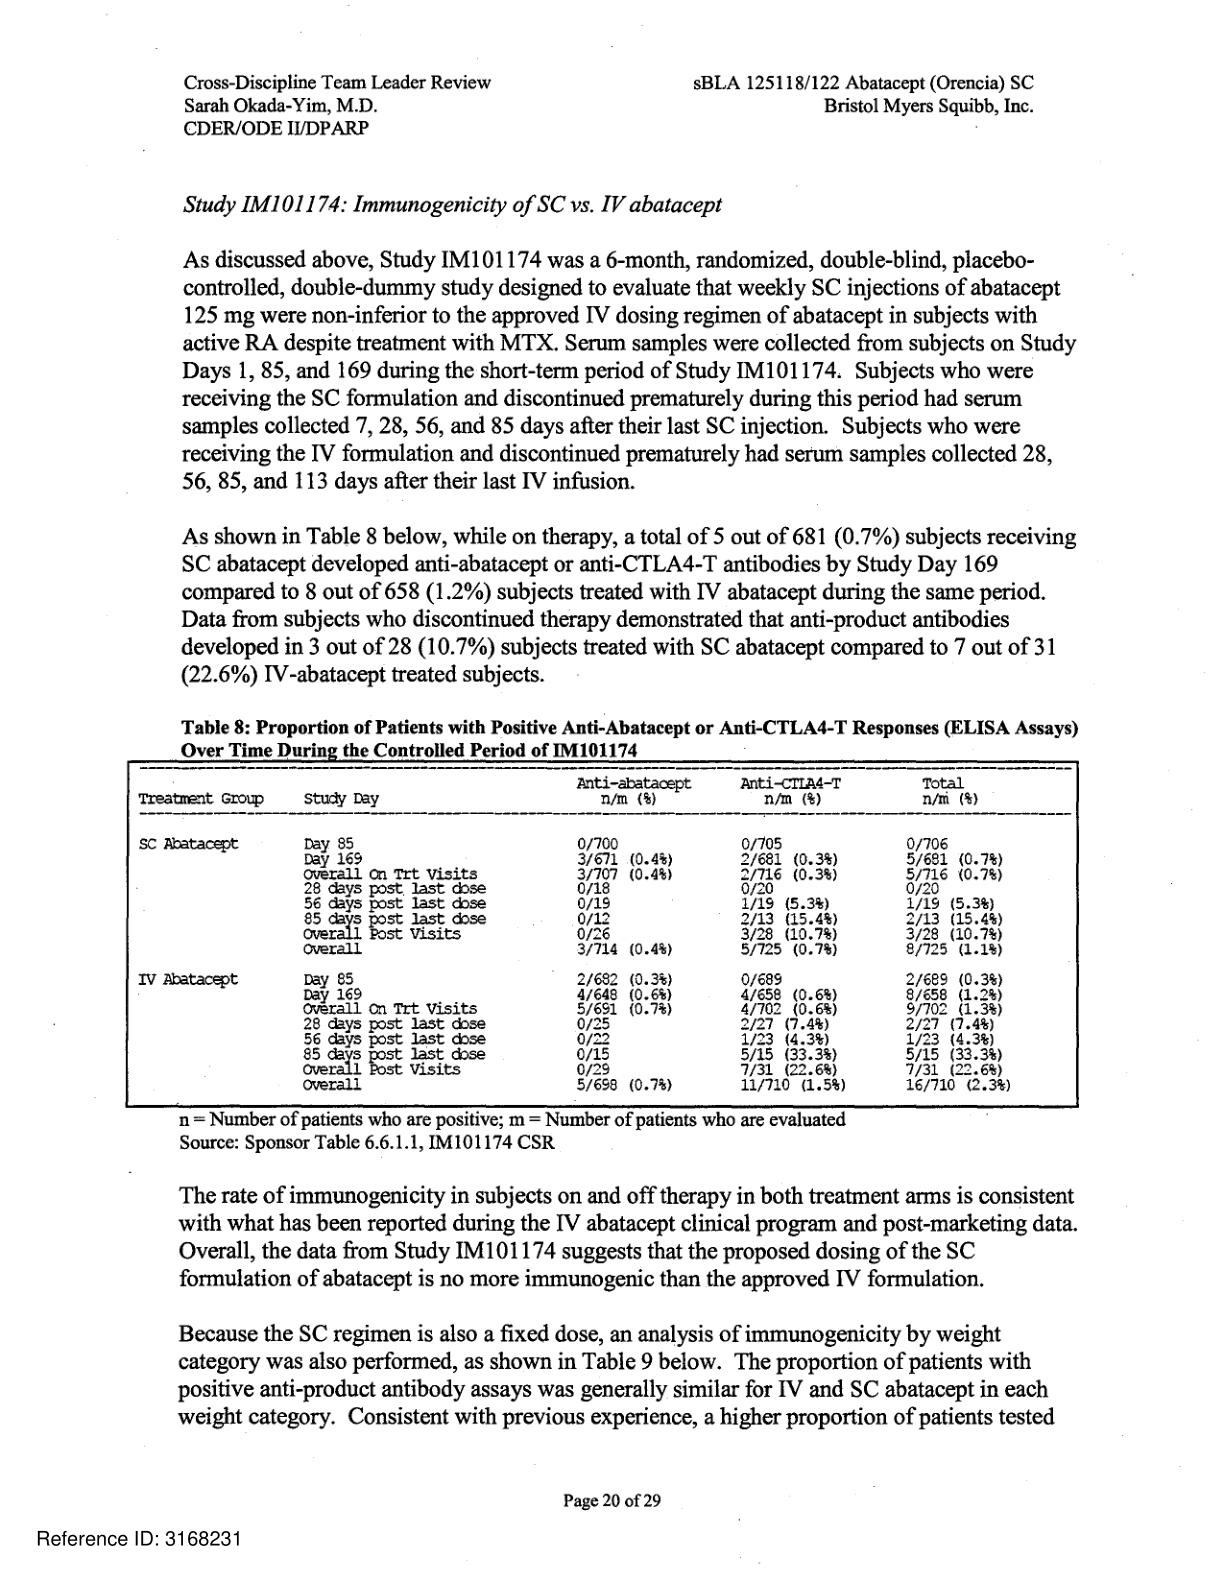 Cross-Discipline Team Leader Review sBLA 125118/122 Abatacept (Orencia) SC
Sarah Okada-Yim, M.D. Bristol Myers Squibb, Inc.
CDER/ODE II/DPARP
Study IM101174: Immunogenicity of SC vs. IV abatacept
As discussed above, Study IM101174 was a 6-month, randomized, double-blind, placebo-
controlled, double-dummy study designed to evaluate that weekly SC injections of abatacept
125 mg were non-inferior to the approved IV dosing regimen of abatacept in subjects with
active RA despite treatment with MTX. Serum samples were collected from subjects on Study
Days 1, 85, and 169 during the short-term period of Study IM101174. Subjects who were
receiving the SC formulation and discontinued prematurely during this period had serum
samples collected 7, 28, 56, and 85 days after their last SC injection. Subjects who were
receiving the IV formulation and discontinued prematurely had serum samples collected 28,
56, 85, and 113 days after their last IV infusion.
As shown in Table 8 below, while on therapy, a total of 5 out of 681 (0.7%) subjects receiving
SC abatacept developed anti-abatacept or anti-CTLA4-T antibodies by Study Day 169
compared to 8 out of 658 (1.2%) subjects treated with IV abatacept during the same period.
Data from subjects who discontinued therapy demonstrated that anti-product antibodies
developed in 3 out of 28 (10.7%) subjects treated with SC abatacept compared to 7 out of 31
(22.6%) IV-abatacept treated subjects.
Table 8: Proportion of Patients with Positive Anti-Abatacept or Anti-CTLA4-T Responses (ELISA Assays)
Over Time During the Controlled Period of IM101174
Anti-abatacept Anti-CTLA4-T Total
Treatment Group Study Day n/m (%) n/m (%) n/m (%)
SC Abatacept Day 85 0/700 0/705 0/706
Day 169 3/671 (0.4%) 2/681 (0.3%) 5/681 (0.7%)
Overall On Trt Visits 3/707 (0.4%) 2/716 (0.3%) 5/716 (0.7%)
28 days post last dose 0/18 0/20 0/20
56 days post last dose 0/19 1/19 (5.3%) 1/19 (5.3%)
85 days post last dose 0/12 2/13 (15.4%) 2/13 (15.4%)
Overall Post Visits 0/26 3/28 (10.7%) 3/28 (10.7%)
Overall 3/714 (0.4%) 5/725 (0.7%) 8/725 (1.1%)
IV Abatacept Day 85 2/682 (0.3%) 0/689 2/689 (0.3%)
Day 169 4/648 (0.6%) 4/658 (0.6%) 8/658 (1.2%)
Overall On Trt Visits 5/691 (0.7%) 4/702 (0.6%) 9/702 (1.3%)
28 days post last dose 0/25 2/27 (7.4%) 2/27 (7.4%)
56 days post last dose 0/22 1/23 (4.3%) 1/23 (4.3%)
85 days post last dose 0/15 5/15 (33.3%) 5/15 (33.3%)
Overall Post Visits 0/29 7/31 (22.6%) 7/31 (22.6%)
Overall 5/698 (0.7%) 11/710 (1.5%) 16/710 (2.3%)
n = Number of patients who are positive; m = Number of patients who are evaluated
Source: Sponsor Table 6.6.1.1, IM101174 CSR
The rate of immunogenicity in subjects on and off therapy in both treatment arms is consistent
with what has been reported during the IV abatacept clinical program and post-marketing data.
Overall, the data from Study IM101174 suggests that the proposed dosing of the SC
formulation of abatacept is no more immunogenic than the approved IV formulation.
Because the SC regimen is also a fixed dose, an analysis of immunogenicity by weight
category was also performed, as shown in Table 9 below. The proportion of patients with
positive anti-product antibody assays was generally similar for IV and SC abatacept in each
weight category. Consistent with previous experience, a higher proportion of patients tested
Page 20 of 29
Reference ID: 3168231